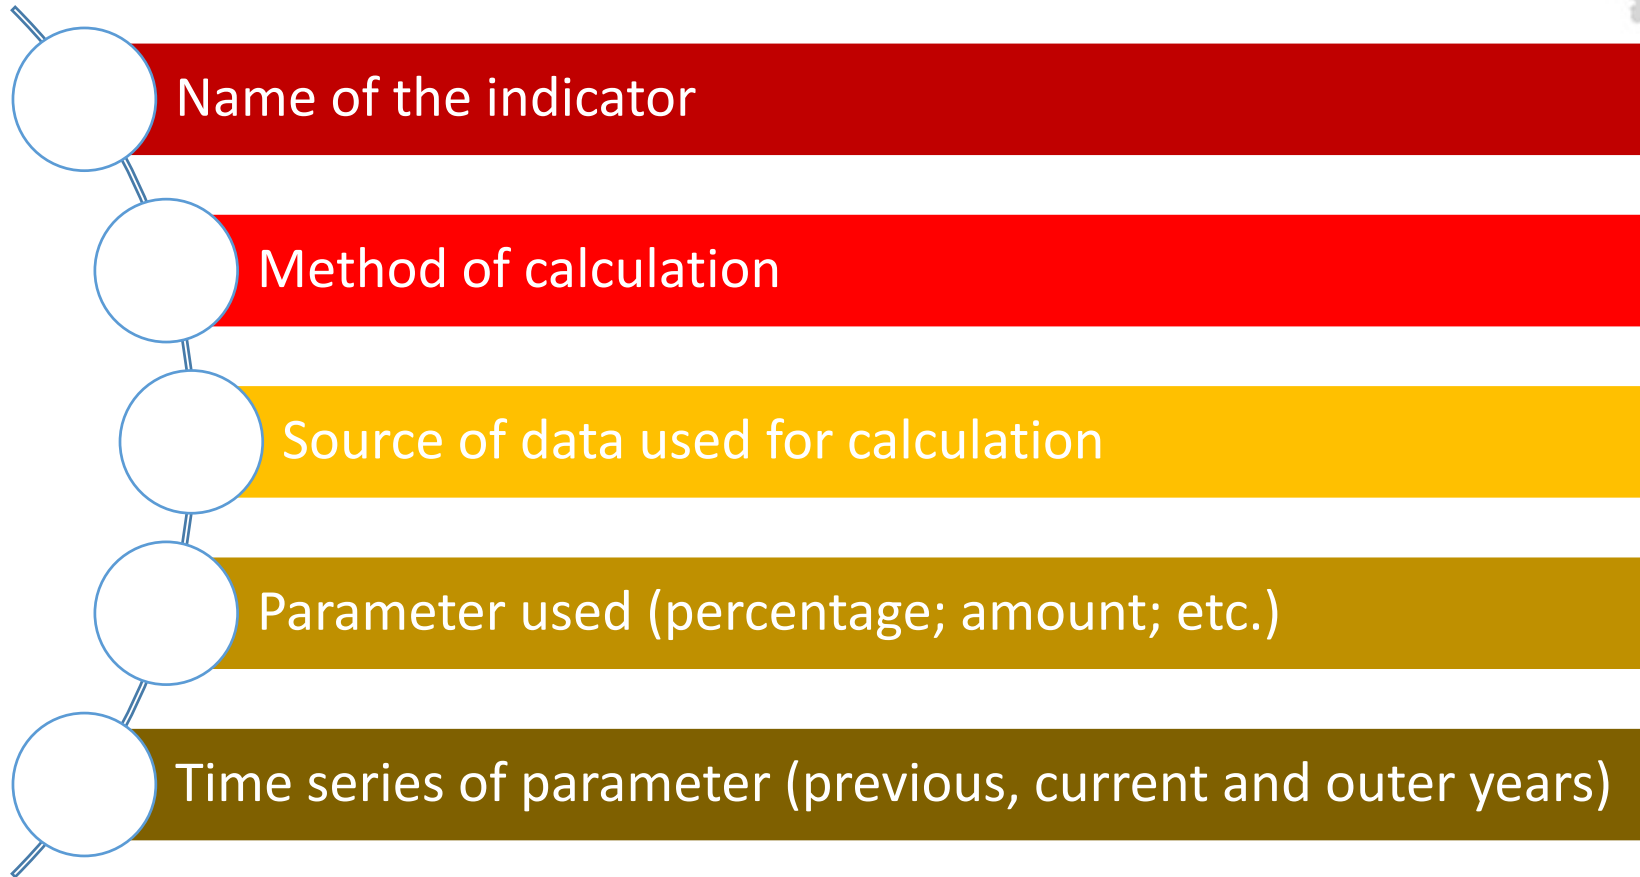 Name of the indicator
Method of calculation
Source of data used for calculation
Parameter used (percentage; amount; etc.)
Time series of parameter (previous, current and outer years)